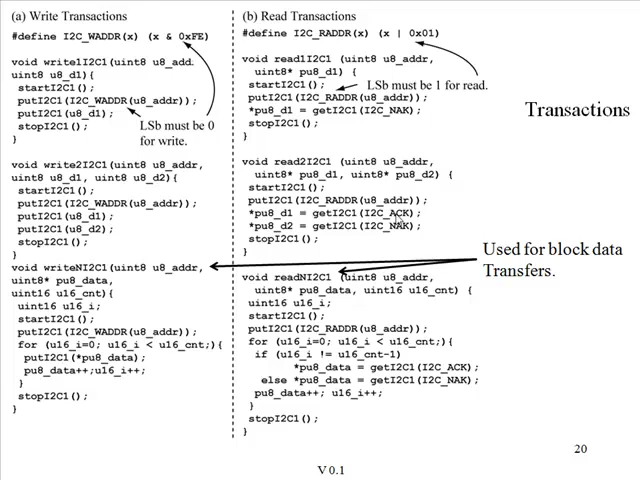 (a) Write Transactions
#define I2C_WADDR(x) (x & 0xFE)
void write1I2C1(uint8 u8_add.
uint8 u8_d1){
startI2C1();
putI2C1(I2C_WADDR(u8_addr));
putI2C1(u8_d1);
stopI2C1();
}
LSb must be 0
for write.
void write2I2C1(uint8 u8_addr,
uint8 u8_d1, uint8 u8_d2){
startI2C1();
putI2C1(I2C_WADDR(u8_addr));
putI2C1(u8_d1);
putI2C1(u8_d2);
stopI2C1();
}
void writeNI2C1(uint8 u8_addr,
uint8* pu8_data,
uint16 u16_cnt){
uint16 u16_i;
startI2C1();
putI2C1(I2C_WADDR(u8_addr));
for (u16_i=0; u16_i < u16_cnt;){
putI2C1(*pu8_data);
pu8_data++;u16_i++;
}
stopI2C1();
}
(b) Read Transactions
#define I2C_RADDR(x) (x | 0x01)
void read1I2C1 (uint8 u8_addr,
uint8* pu8_d1) {
startI2C1();
putI2C1(I2C_RADDR(u8_addr));
*pu8_d1 = getI2C1(I2C_NAK);
stopI2C1();
}
LSb must be 1 for read.
void read2I2C1 (uint8 u8_addr,
uint8* pu8_d1, uint8* pu8_d2) {
startI2C1();
putI2C1(I2C_RADDR(u8_addr));
*pu8_d1 = getI2C1(I2C_ACK);
*pu8_d2 = getI2C1(I2C_NAK);
stopI2C1();
}
void readNI2C1 (uint8 u8_addr,
uint8* pu8_data, uint16 u16_cnt) {
uint16 u16_i;
startI2C1();
putI2C1(I2C_RADDR(u8_addr));
for (u16_i=0; u16_i < u16_cnt;){
if (u16_i != u16_cnt-1)
*pu8_data = getI2C1(I2C_ACK);
else *pu8_data = getI2C1(I2C_NAK);
pu8_data++; u16_i++;
}
stopI2C1();
}
Transactions
Used for block data
Transfers.
20
V 0.1